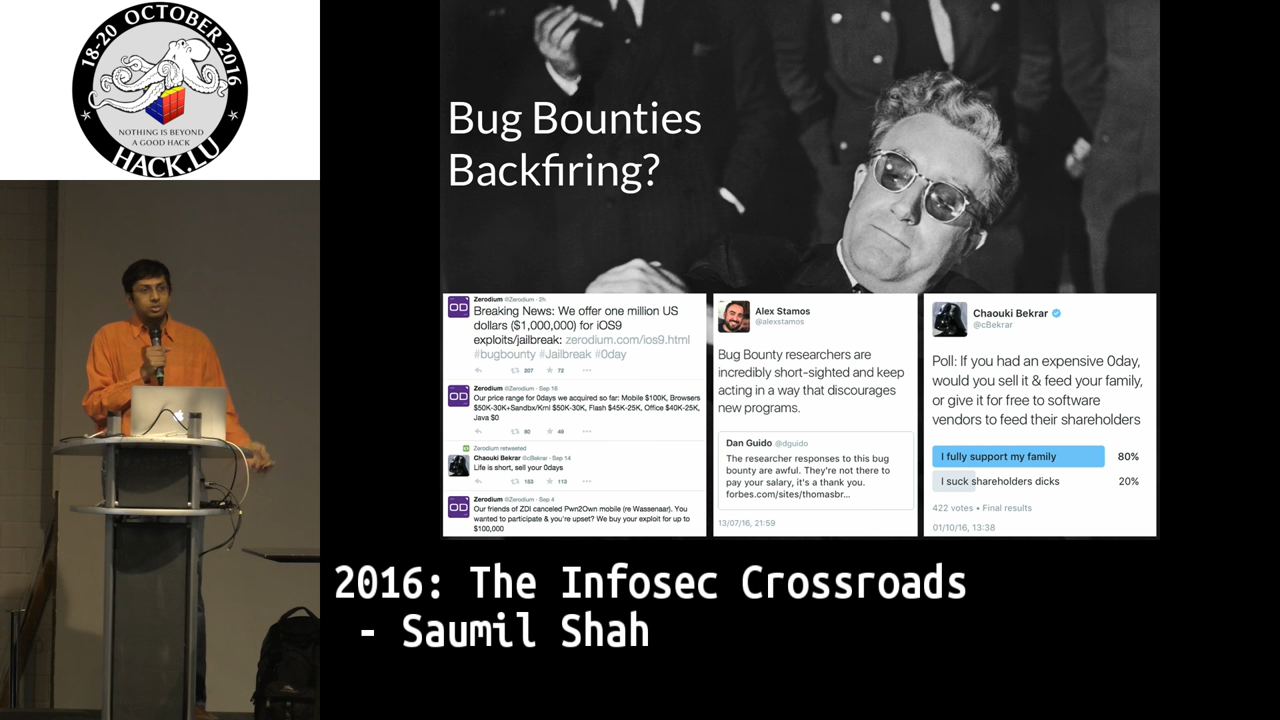 18-20 OCTOBER 2016
NOTHING IS BEYOND
A GOOD HACK
HACK.LU
Bug Bounties
Backfiring?
OD
Zerodium @Zerodium · 2h
Breaking News: We offer one million US
dollars ($1,000,000) for iOS9
exploits/jailbreak: zerodium.com/ios9.html
#bugbounty #Jailbreak #0day
207 72
OD
Zerodium @Zerodium · Sep 16
Our price range for 0days we acquired so far: Mobile $100K, Browsers
$50K-30K+Sandbx/Krnl $50K-30K, Flash $45K-25K, Office $40K-25K,
Java $0
80 48
Zerodium retweeted
Chaouki Bekrar @cBekrar · Sep 14
Life is short, sell your 0days
153 113
OD
Zerodium @Zerodium · Sep 4
Our friends of ZDI canceled Pwn2Own mobile (re Wassenaar). You
wanted to participate & you're upset? We buy your exploit for up to
$100,000
Alex Stamos
@alexstamos
Bug Bounty researchers are
incredibly short-sighted and keep
acting in a way that discourages
new programs.
Dan Guido @dguido
The researcher responses to this bug
bounty are awful. They're not there to
pay your salary, it's a thank you.
forbes.com/sites/thomasbr...
13/07/16, 21:59
Chaouki Bekrar
@cBekrar
Poll: If you had an expensive 0day,
would you sell it & feed your family,
or give it for free to software
vendors to feed their shareholders
I fully support my family 80%
I suck shareholders dicks 20%
422 votes • Final results
01/10/16, 13:38
2016: The Infosec Crossroads
- Saumil Shah